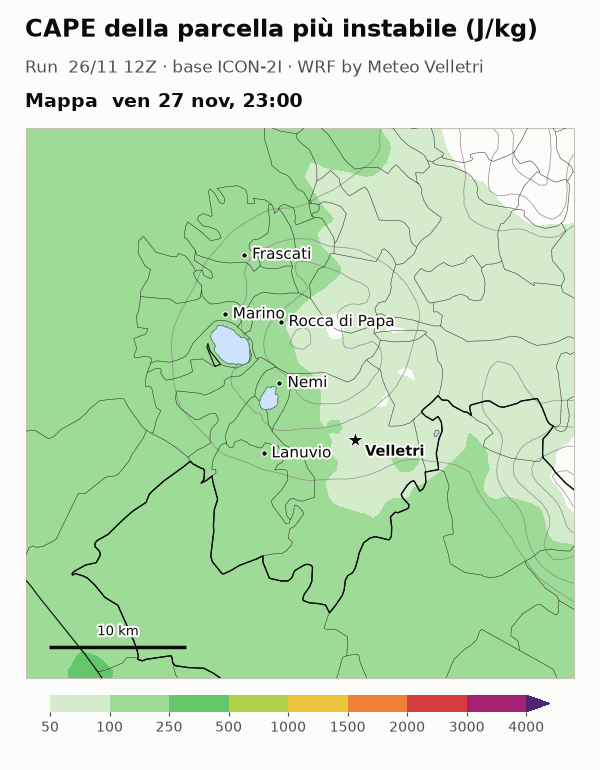 CAPE della parcella più instabile (J/kg)
Run  26/11 12Z · base ICON-2I · WRF by Meteo Velletri
Mappa  ven 27 nov, 23:00
Frascati
Marino
Rocca di Papa
Nemi
Velletri
Lanuvio
10 km
50 100 250 500 1000 1500 2000 3000 4000